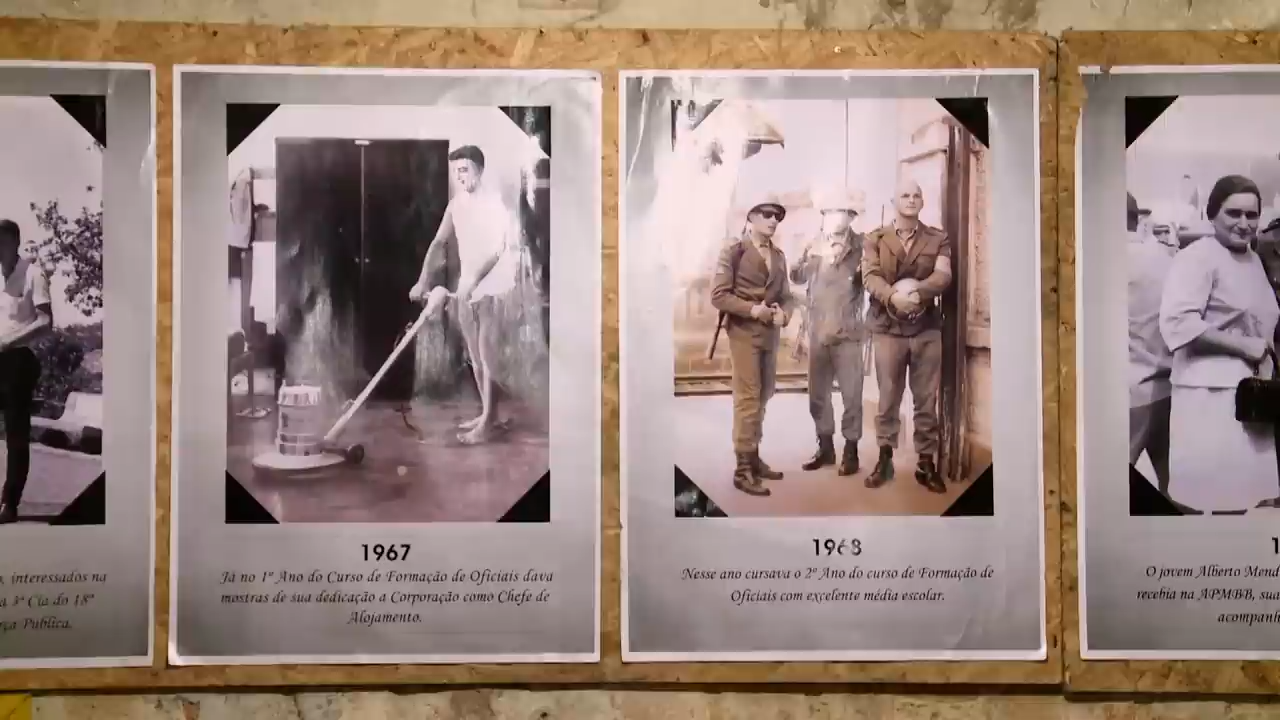 , interessados na
a 3ª Cia do 18º
rça Publica.
1967
Já no 1º Ano do Curso de Formação de Oficiais dava
mostras de sua dedicação a Corporação como Chefe de
Alojamento.
1968
Nesse ano cursava o 2º Ano do curso de Formação de
Oficiais com excelente média escolar.
1
O jovem Alberto Mend
recebia na APMBB, sua
acompanh